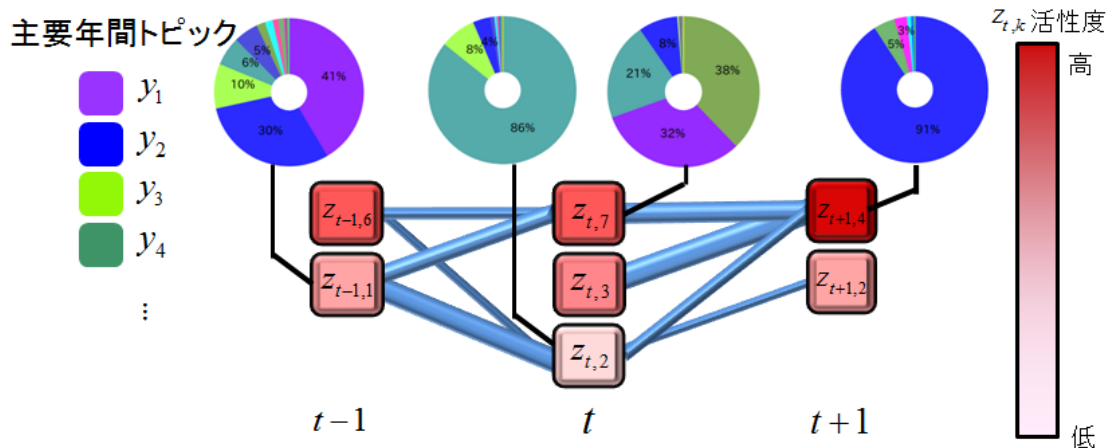 主要年間トピック
y1
y2
y3
y4
⋮
41%
30%
10%
6%
5%
86%
8%
4%
38%
32%
21%
8%
91%
5%
3%
zt−1,6
zt−1,1
zt,7
zt,3
zt,2
zt+1,4
zt+1,2
t−1
t
t+1
zt,k 活性度
高
低